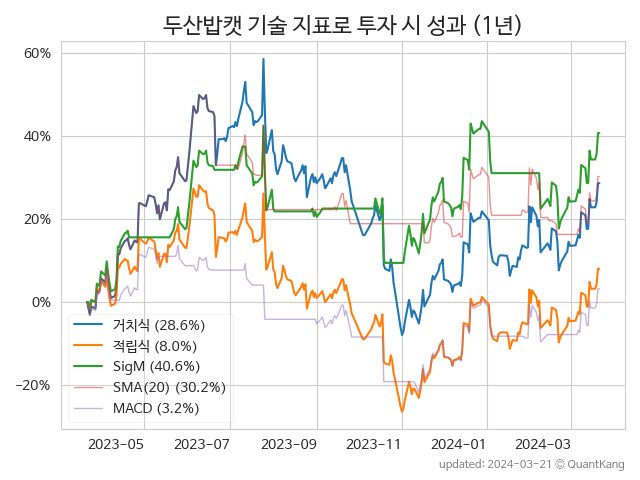 두산밥캣 기술 지표로 투자 시 성과 (1년)
60%
40%
20%
0%
−20%
거치식 (28.6%)
적립식 (8.0%)
SigM (40.6%)
SMA(20) (30.2%)
MACD (3.2%)
2023-05
2023-07
2023-09
2023-11
2024-01
2024-03
updated: 2024-03-21 © QuantKang